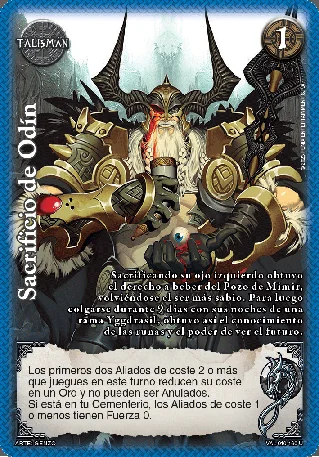 TALISMAN
1
Sacrificio de Odín
Sacrificando su ojo izquierdo obtuvo
el derecho a beber del Pozo de Mimir,
volviéndose el ser más sabio. Para luego
colgarse durante 9 días con sus noches de una
rama Yggdrasil, obtuvo así el conocimiento
de las runas y el poder de ver el futuro.
Los primeros dos Aliados de coste 2 o más
que juegues en este turno reducen su coste
en un Oro y no pueden ser Anulados.
Si está en tu Cementerio, los Aliados de coste 1
o menos tienen Fuerza 0.